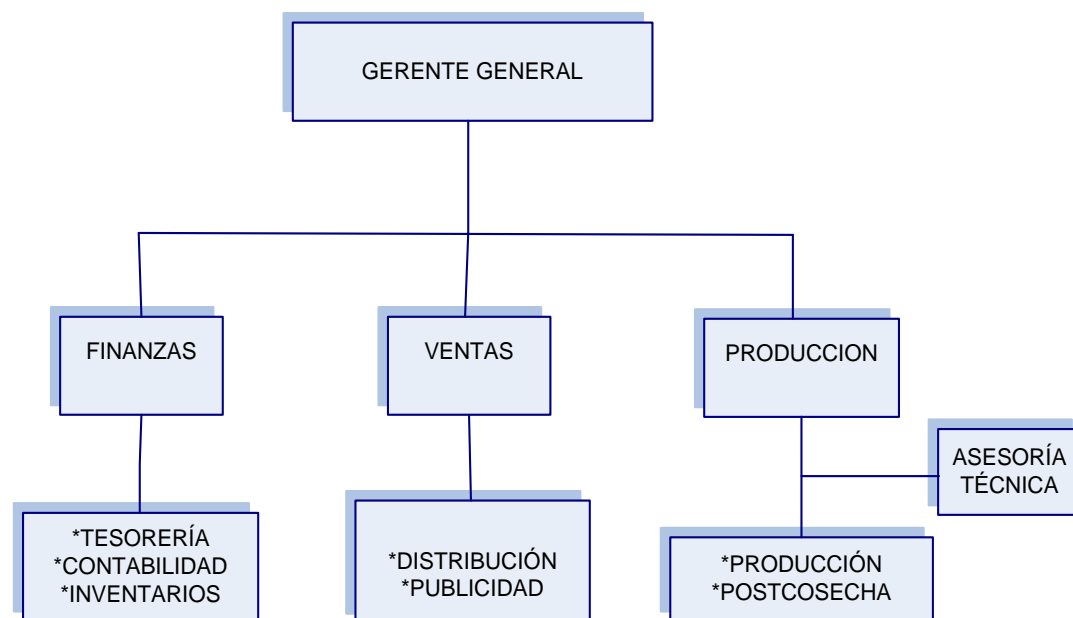 GERENTE GENERAL
FINANZAS
VENTAS
PRODUCCION
ASESORÍA
TÉCNICA
*TESORERÍA
*CONTABILIDAD
*INVENTARIOS
*DISTRIBUCIÓN
*PUBLICIDAD
*PRODUCCIÓN
*POSTCOSECHA